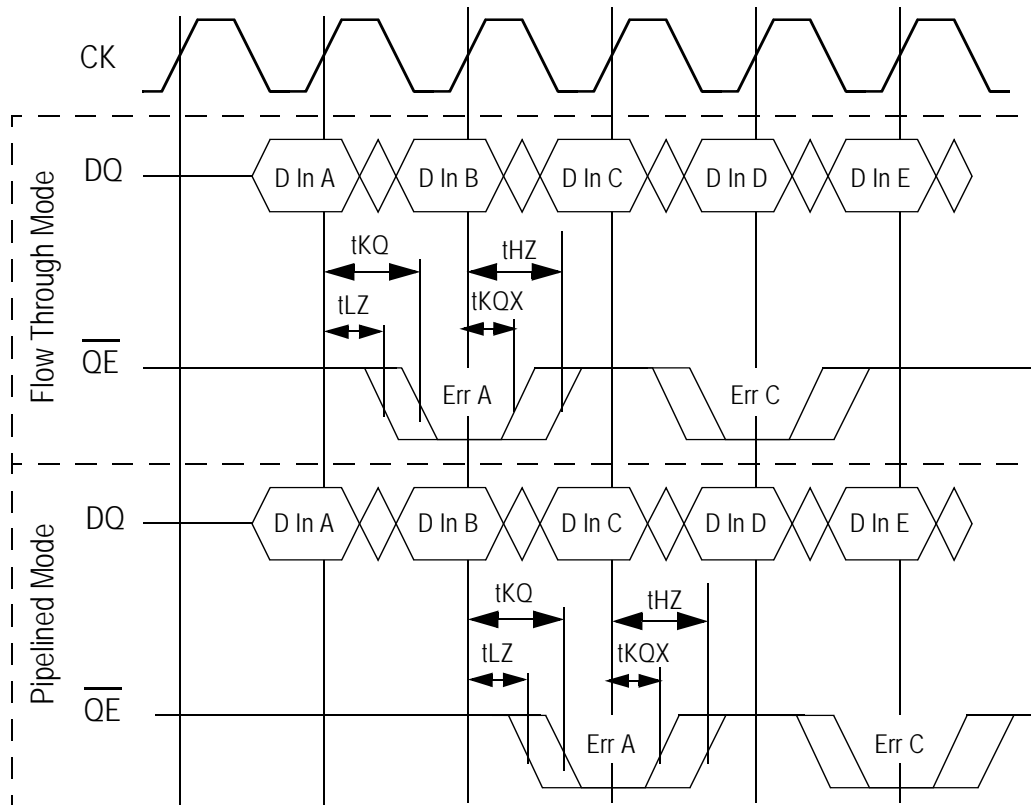 CK
Flow Through Mode
DQ
D In A
D In B
D In C
D In D
D In E
tKQ
tHZ
tLZ
tKQX
QE
Err A
Err C
Pipelined Mode
DQ
D In A
D In B
D In C
D In D
D In E
tKQ
tHZ
tLZ
tKQX
QE
Err A
Err C